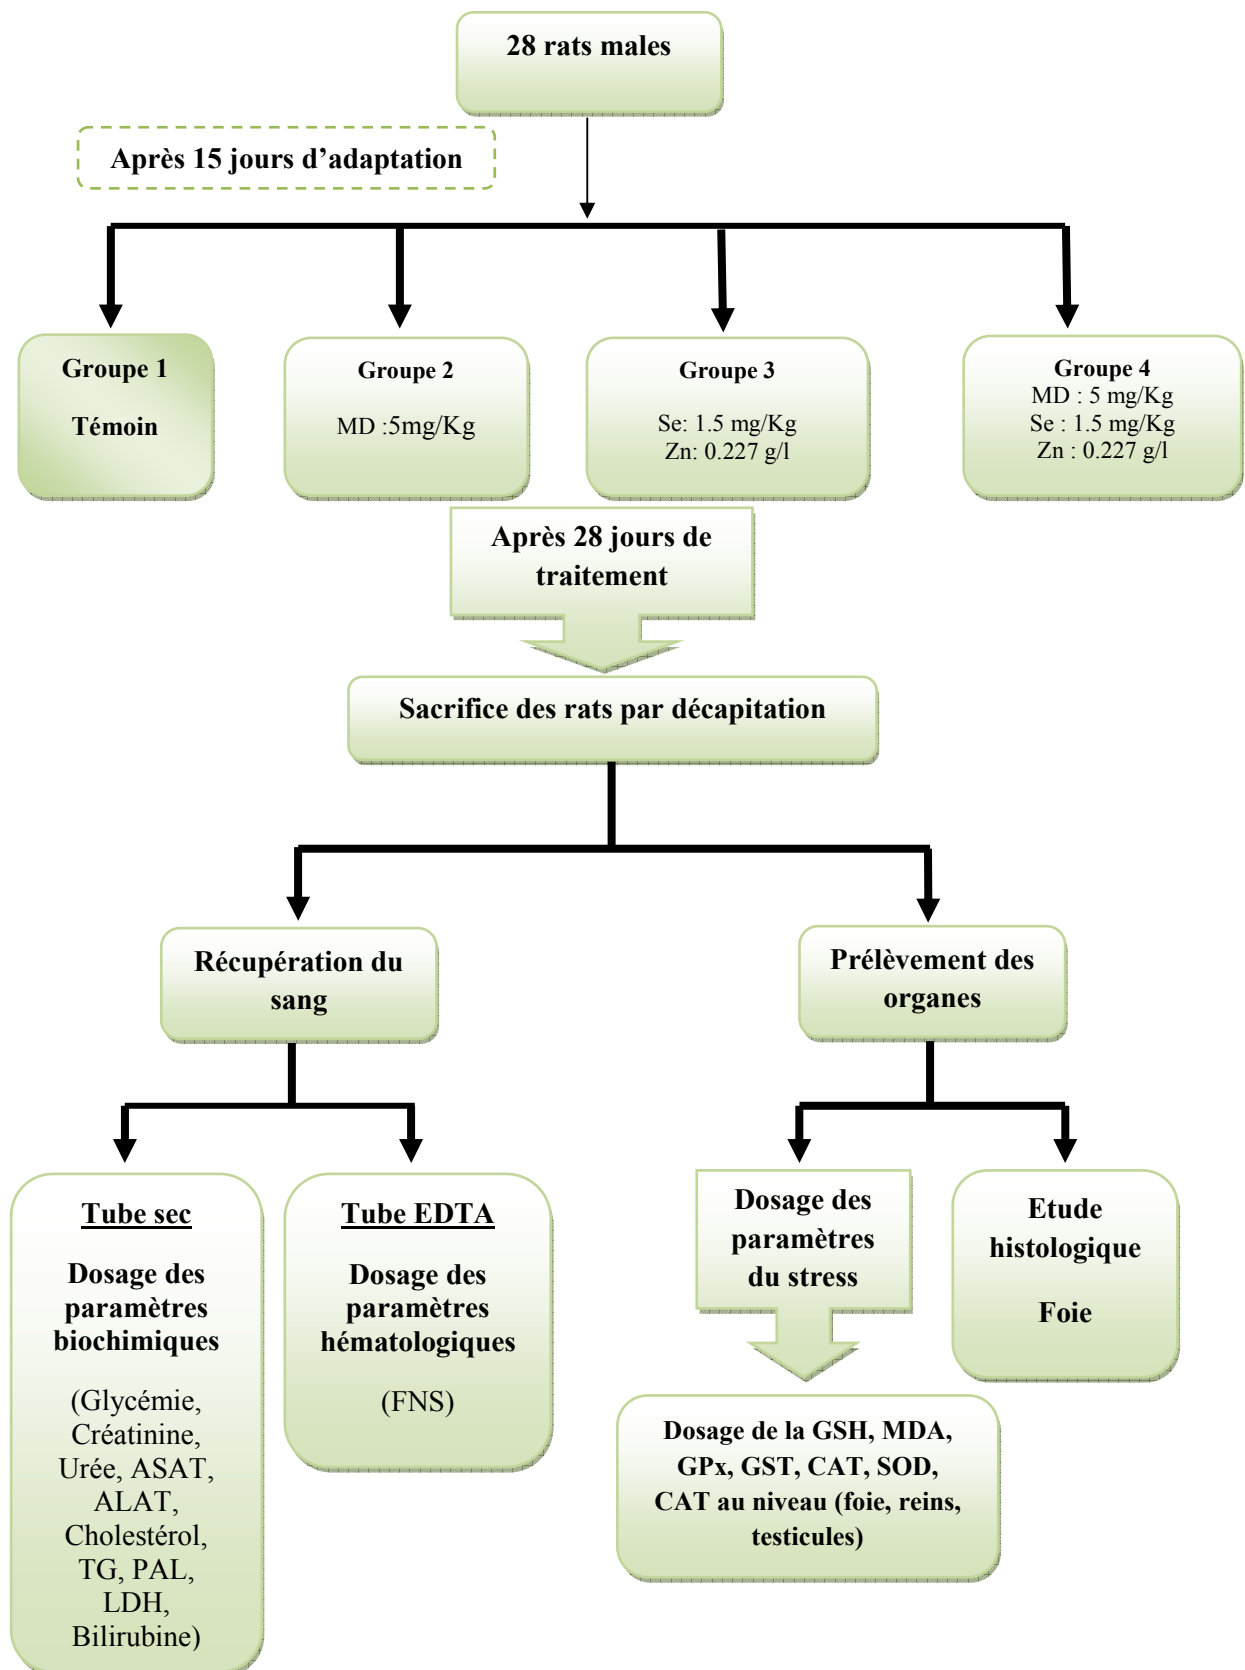 28 rats males
Après 15 jours d’adaptation
Groupe 1
Témoin
Groupe 2
MD :5mg/Kg
Groupe 3
Se: 1.5 mg/Kg
Zn: 0.227 g/l
Groupe 4
MD : 5 mg/Kg
Se : 1.5 mg/Kg
Zn : 0.227 g/l
Après 28 jours de
traitement
Sacrifice des rats par décapitation
Récupération du
sang
Prélèvement des
organes
Tube sec
Dosage des
paramètres
biochimiques
(Glycémie,
Créatinine,
Urée, ASAT,
ALAT,
Cholestérol,
TG, PAL,
LDH,
Bilirubine)
Tube EDTA
Dosage des
paramètres
hématologiques
(FNS)
Dosage des
paramètres
du stress
Etude
histologique
Foie
Dosage de la GSH, MDA,
GPx, GST, CAT, SOD,
CAT au niveau (foie, reins,
testicules)